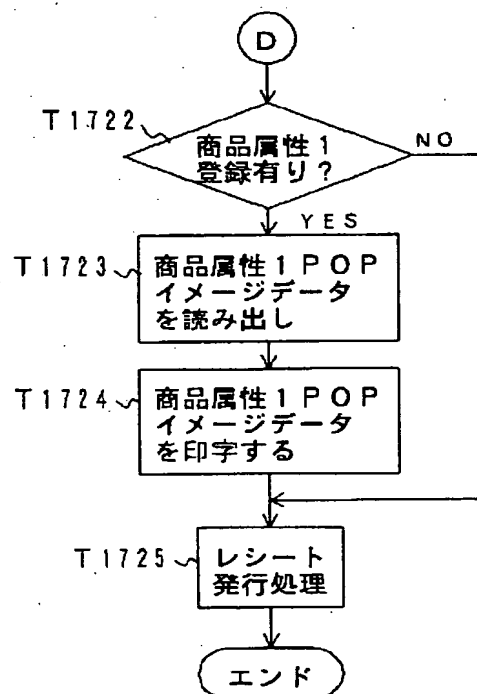 D
T1722
商品属性1
登録有り?
NO
YES
T1723
商品属性1POP
イメージデータ
を読み出し
T1724
商品属性1POP
イメージデータ
を印字する
T1725
レシート
発行処理
エンド